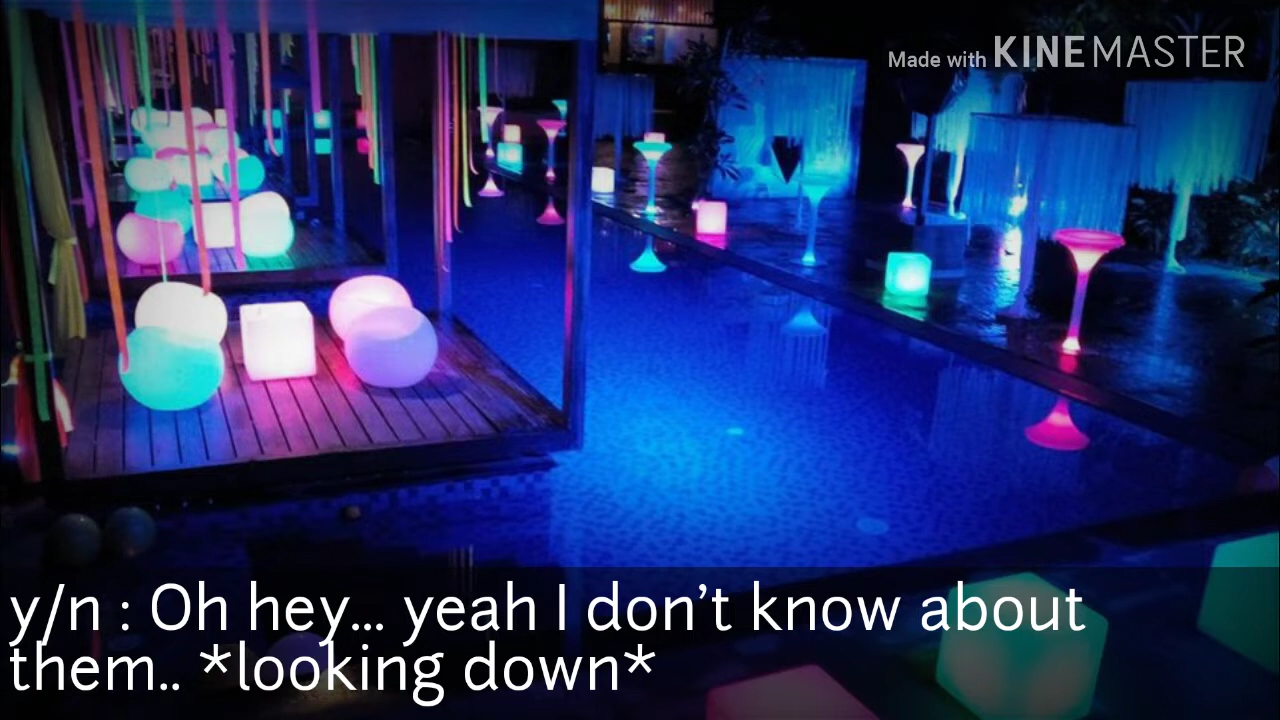 Made with KINEMASTER
y/n : Oh hey... yeah I don't know about
them.. *looking down*